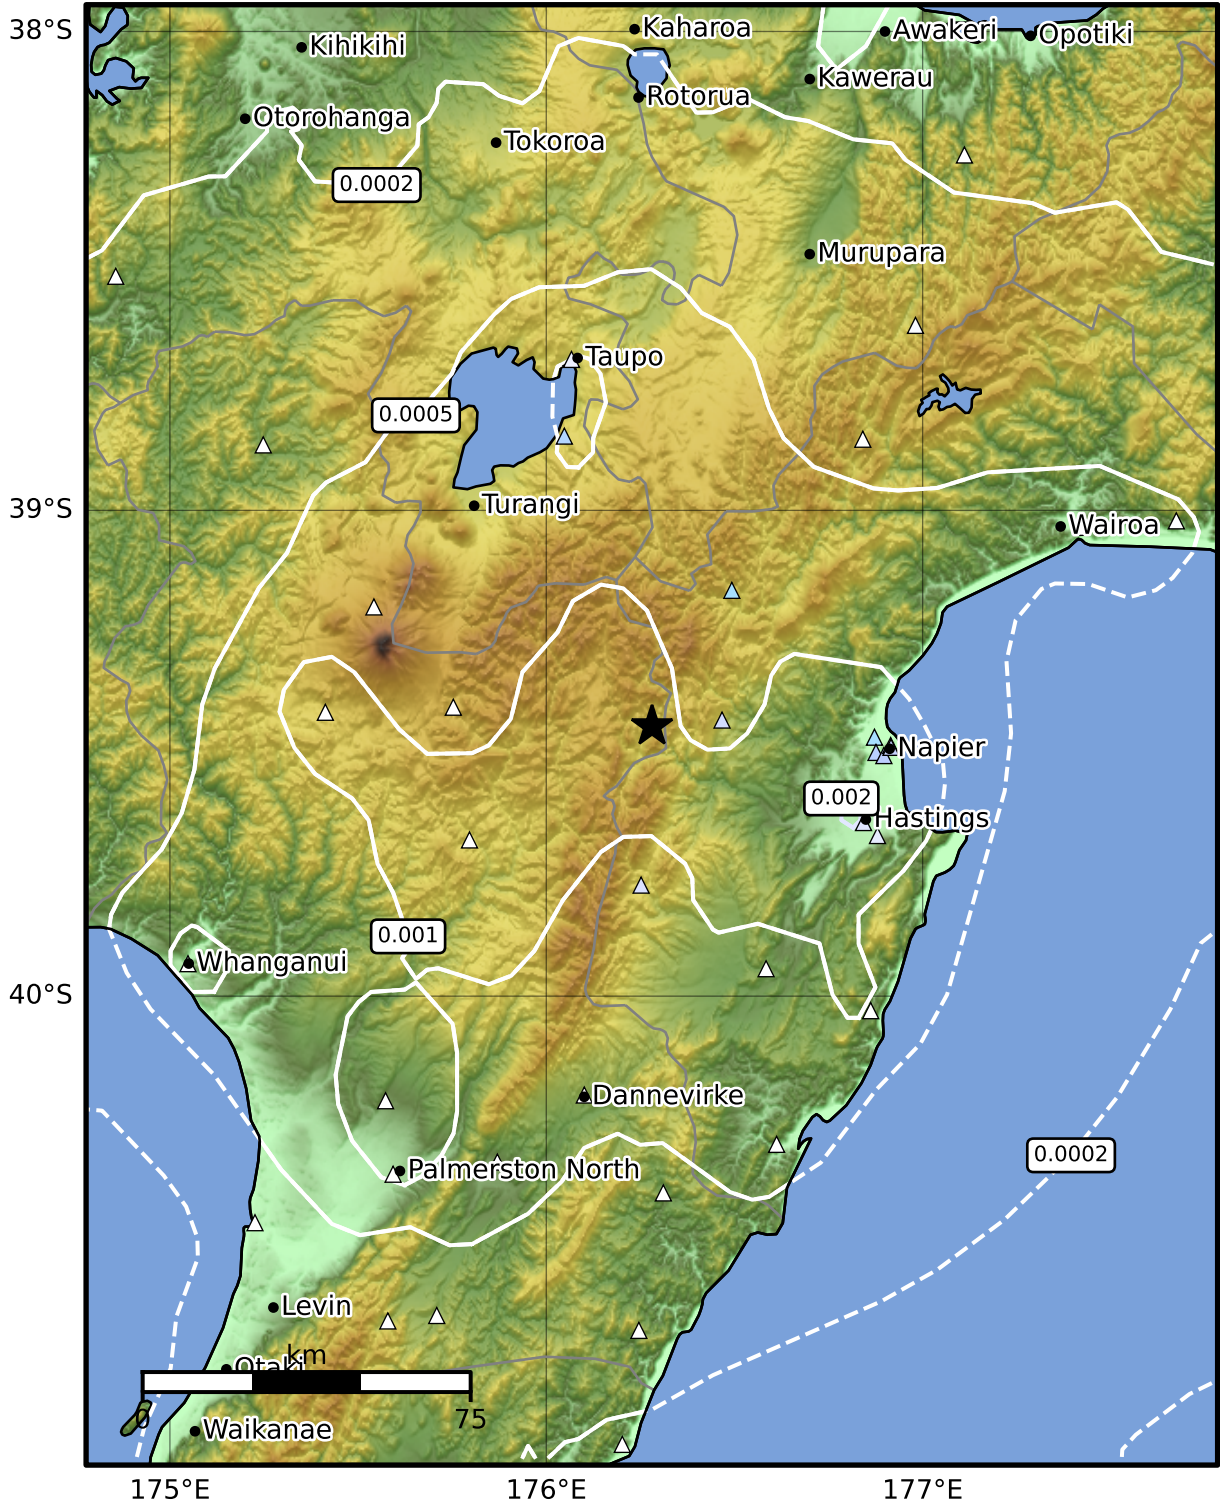 38°S
Kaharoa
Awakeri
Opotiki
Kihikihi
Kawerau
Rotorua
Otorohanga
Tokoroa
0.0002
Murupara
Taupo
0.0005
39°S
Turangi
Wairoa
Napier
0.002
Hastings
0.001
Whanganui
40°S
Dannevirke
0.0002
Palmerston North
Levin
km
Otaki
0
75
Waikanae
175°E
176°E
177°E